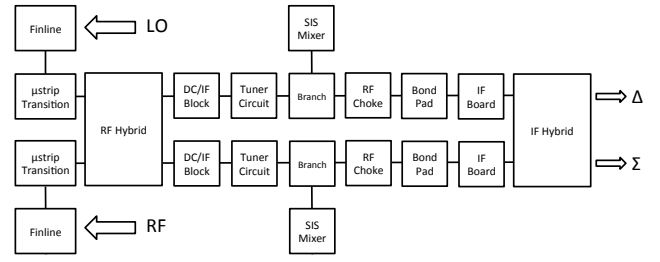 Finline
LO
SIS
Mixer
μstrip
Transition
RF Hybrid
DC/IF
Block
Tuner
Circuit
Branch
RF
Choke
Bond
Pad
IF
Board
IF Hybrid
Δ
μstrip
Transition
DC/IF
Block
Tuner
Circuit
Branch
RF
Choke
Bond
Pad
IF
Board
Σ
Finline
RF
SIS
Mixer